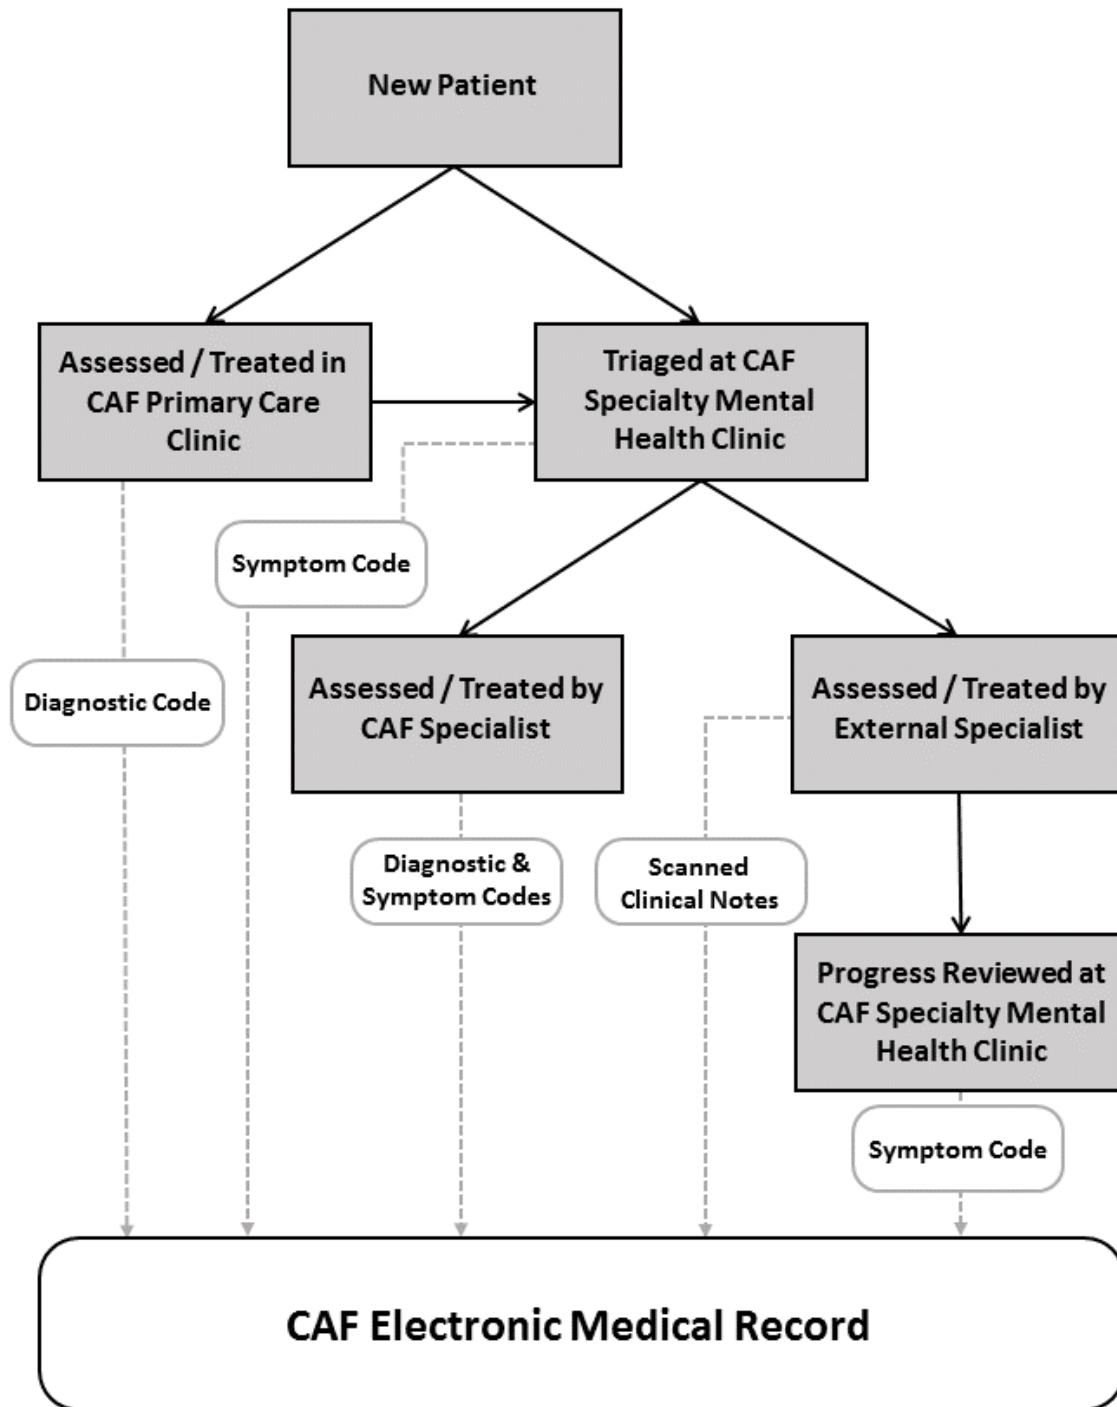 New Patient
Assessed / Treated in
CAF Primary Care
Clinic
Triaged at CAF
Specialty Mental
Health Clinic
Symptom Code
Diagnostic Code
Assessed / Treated by
CAF Specialist
Assessed / Treated by
External Specialist
Diagnostic &
Symptom Codes
Scanned
Clinical Notes
Progress Reviewed at
CAF Specialty Mental
Health Clinic
Symptom Code
CAF Electronic Medical Record